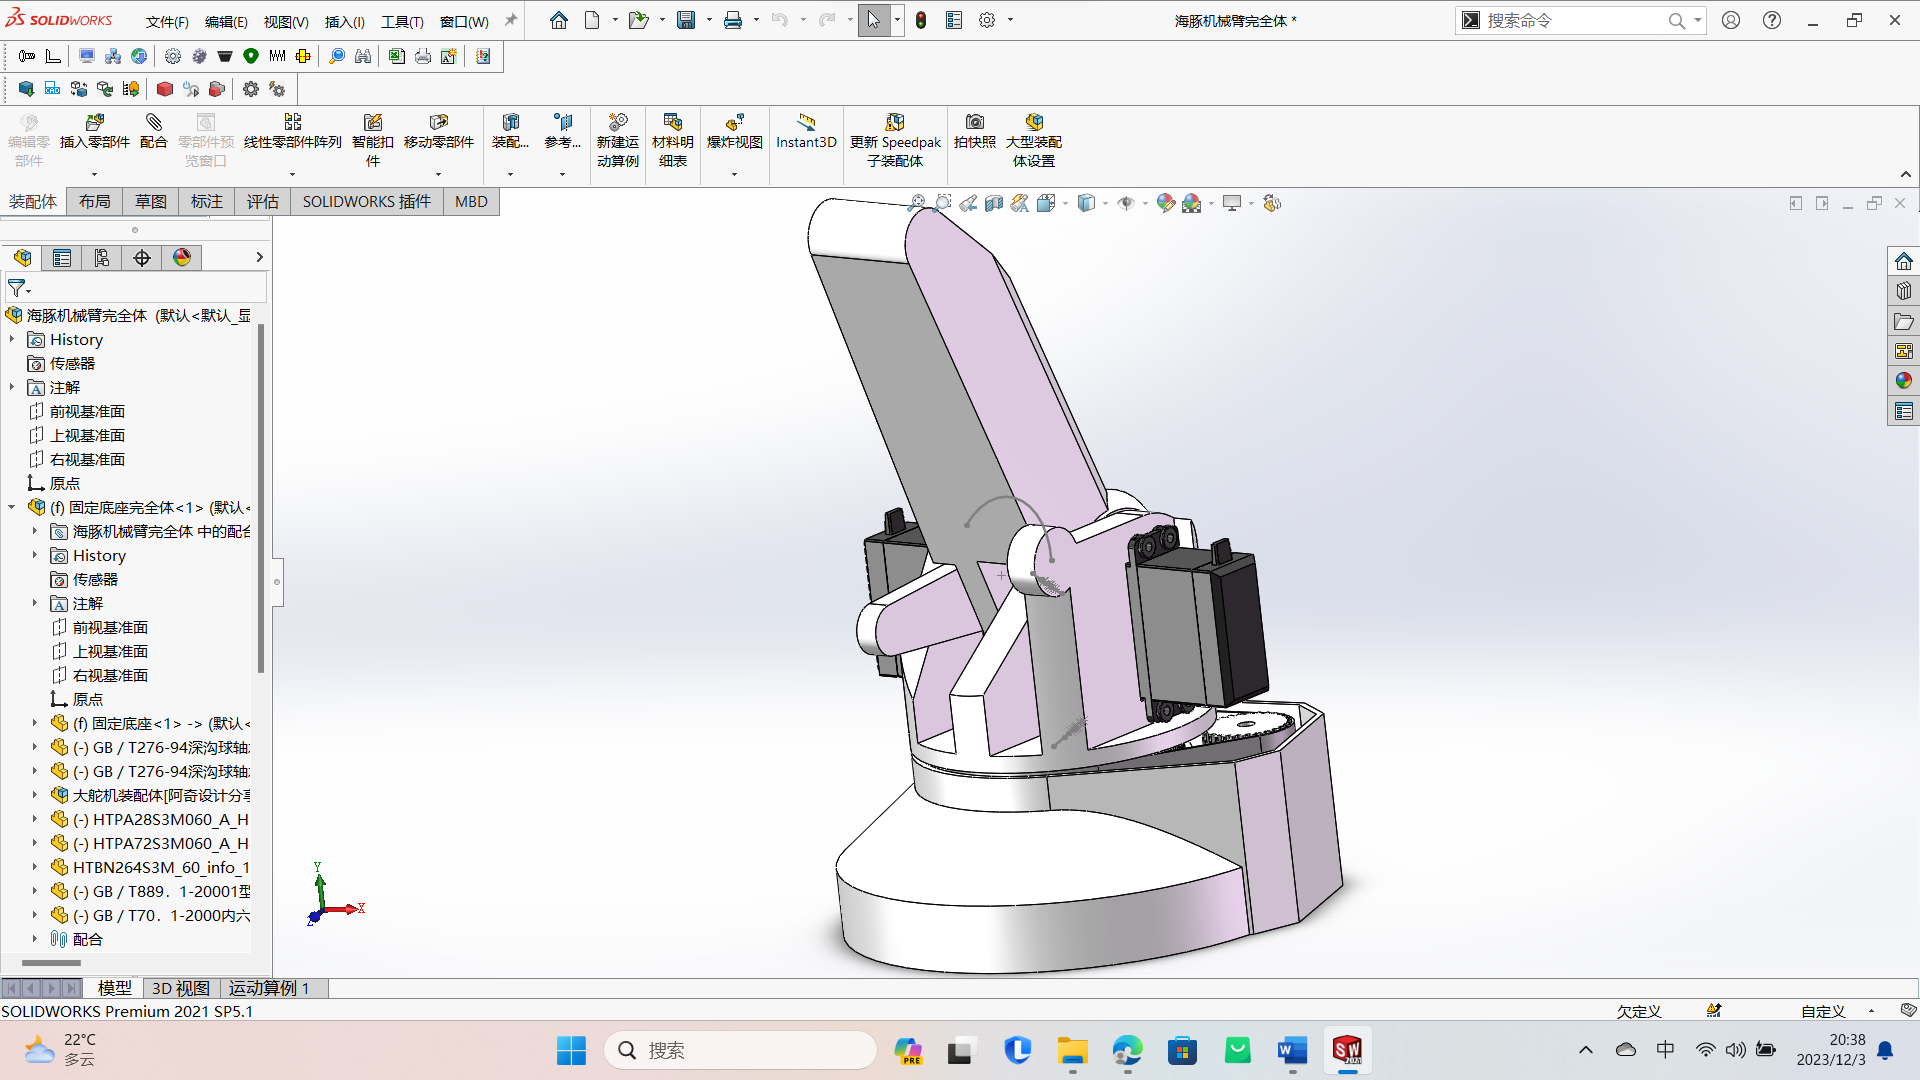 SOLIDWORKS 文件(F) 编辑(E) 视图(V) 插入(I) 工具(T) 窗口(W) 海豚机械臂完全体 * 搜索命令
编辑零部件 插入零部件 配合 零部件预览窗口 线性零部件阵列 智能扣件 移动零部件 装配... 参考... 新建运动算例 材料明细表 爆炸视图 Instant3D 更新 Speedpak 子装配体 拍快照 大型装配体设置
装配体 布局 草图 标注 评估 SOLIDWORKS 插件 MBD
海豚机械臂完全体 (默认<默认_显
History
传感器
注解
前视基准面
上视基准面
右视基准面
原点
(f) 固定底座完全体<1> (默认<
海豚机械臂完全体 中的配合
History
传感器
注解
前视基准面
上视基准面
右视基准面
原点
(f) 固定底座<1> -> (默认<
(-) GB / T276-94深沟球轴
(-) GB / T276-94深沟球轴
大舵机装配体[阿奇设计分享
(-) HTPA28S3M060_A_H
(-) HTPA72S3M060_A_H
HTBN264S3M_60_info_1
(-) GB / T889．1-20001型
(-) GB / T70．1-2000内六
配合
Y
X
Z
模型 3D 视图 运动算例 1
SOLIDWORKS Premium 2021 SP5.1 欠定义 自定义
22°C
多云
搜索
PRE
中
20:38
2023/12/3